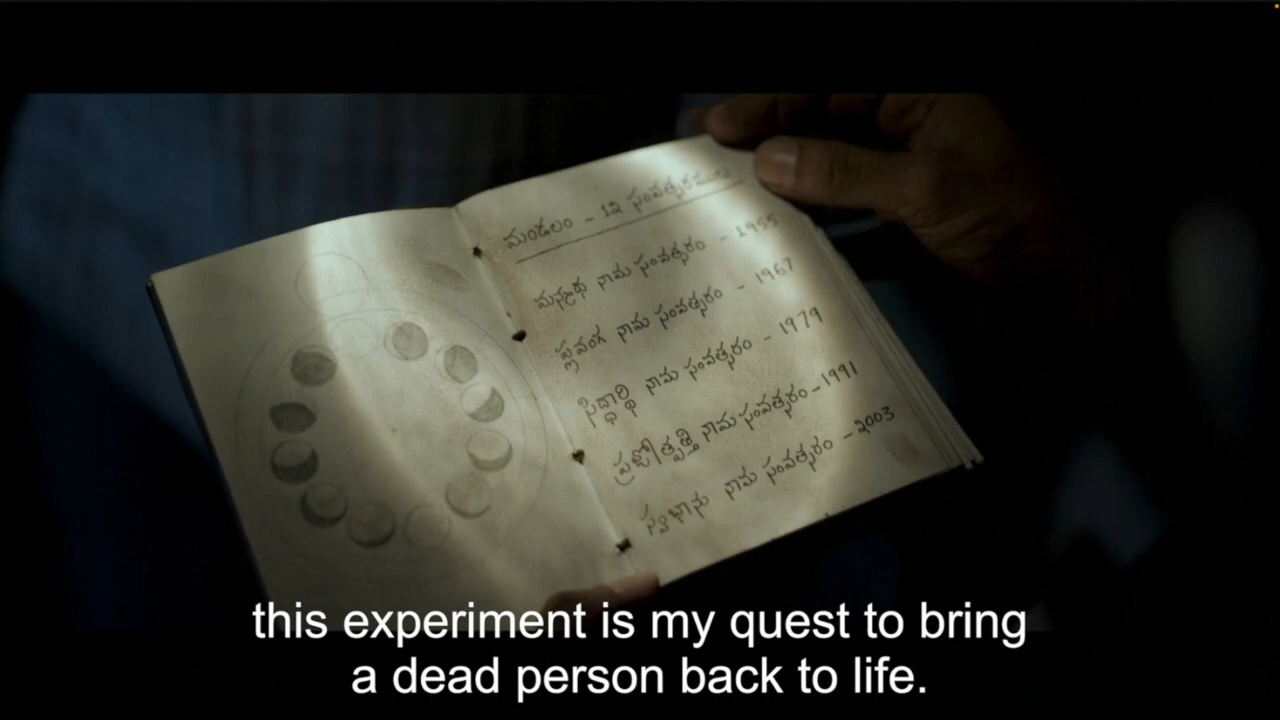 మండలం - 12 సంవత్సరములు
మన్మథ నామ సంవత్సరం - 1955
ప్లవంగ నామ సంవత్సరం - 1967
సిద్ధార్థి నామ సంవత్సరం - 1979
ప్రజోత్పత్తి నామ సంవత్సరం - 1991
స్వభాను నామ సంవత్సరం - 2003
this experiment is my quest to bring
a dead person back to life.